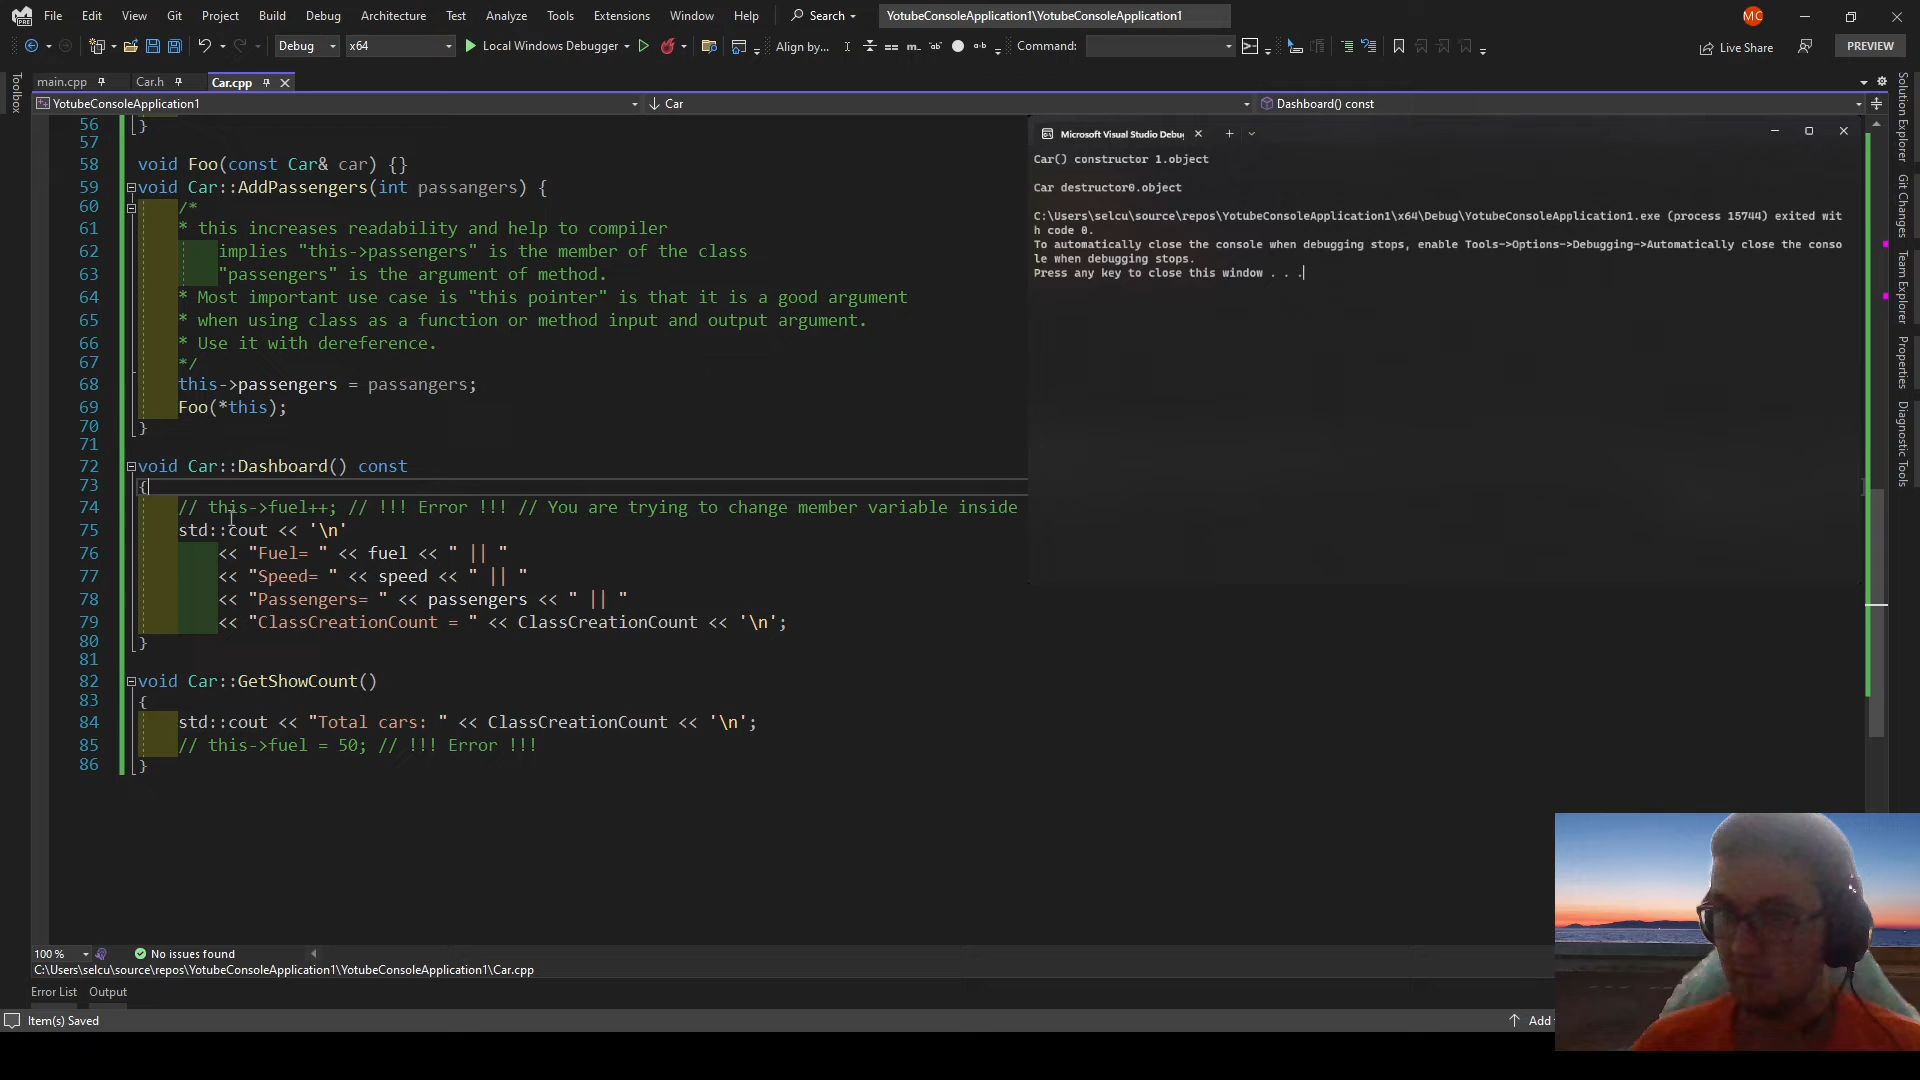 File Edit View Git Project Build Debug Architecture Test Analyze Tools Extensions Window Help Search YotubeConsoleApplication1\YotubeConsoleApplication1 MC
Debug x64 Local Windows Debugger Align by... Command: Live Share PREVIEW
main.cpp Car.h Car.cpp
YotubeConsoleApplication1 Car Dashboard() const
Toolbox
56 }
57
58 void Foo(const Car& car) {}
59 void Car::AddPassengers(int passangers) {
60 /*
61 * this increases readability and help to compiler
62 implies "this->passengers" is the member of the class
63 "passengers" is the argument of method.
64 * Most important use case is "this pointer" is that it is a good argument
65 * when using class as a function or method input and output argument.
66 * Use it with dereference.
67 */
68 this->passengers = passangers;
69 Foo(*this);
70 }
71
72 void Car::Dashboard() const
73 {
74 // this->fuel++; // !!! Error !!! // You are trying to change member variable inside
75 std::cout << '\n'
76 << "Fuel= " << fuel << " || "
77 << "Speed= " << speed << " || "
78 << "Passengers= " << passengers << " || "
79 << "ClassCreationCount = " << ClassCreationCount << '\n';
80 }
81
82 void Car::GetShowCount()
83 {
84 std::cout << "Total cars: " << ClassCreationCount << '\n';
85 // this->fuel = 50; // !!! Error !!!
86 }
Microsoft Visual Studio Debu
Car() constructor 1.object
Car destructor0.object
C:\Users\selcu\source\repos\YotubeConsoleApplication1\x64\Debug\YotubeConsoleApplication1.exe (process 15744) exited wit
h code 0.
To automatically close the console when debugging stops, enable Tools->Options->Debugging->Automatically close the conso
le when debugging stops.
Press any key to close this window . . .
Solution Explorer
Git Changes
Team Explorer
Properties
Diagnostic Tools
100 % No issues found
C:\Users\selcu\source\repos\YotubeConsoleApplication1\YotubeConsoleApplication1\Car.cpp
Error List Output
Item(s) Saved Add